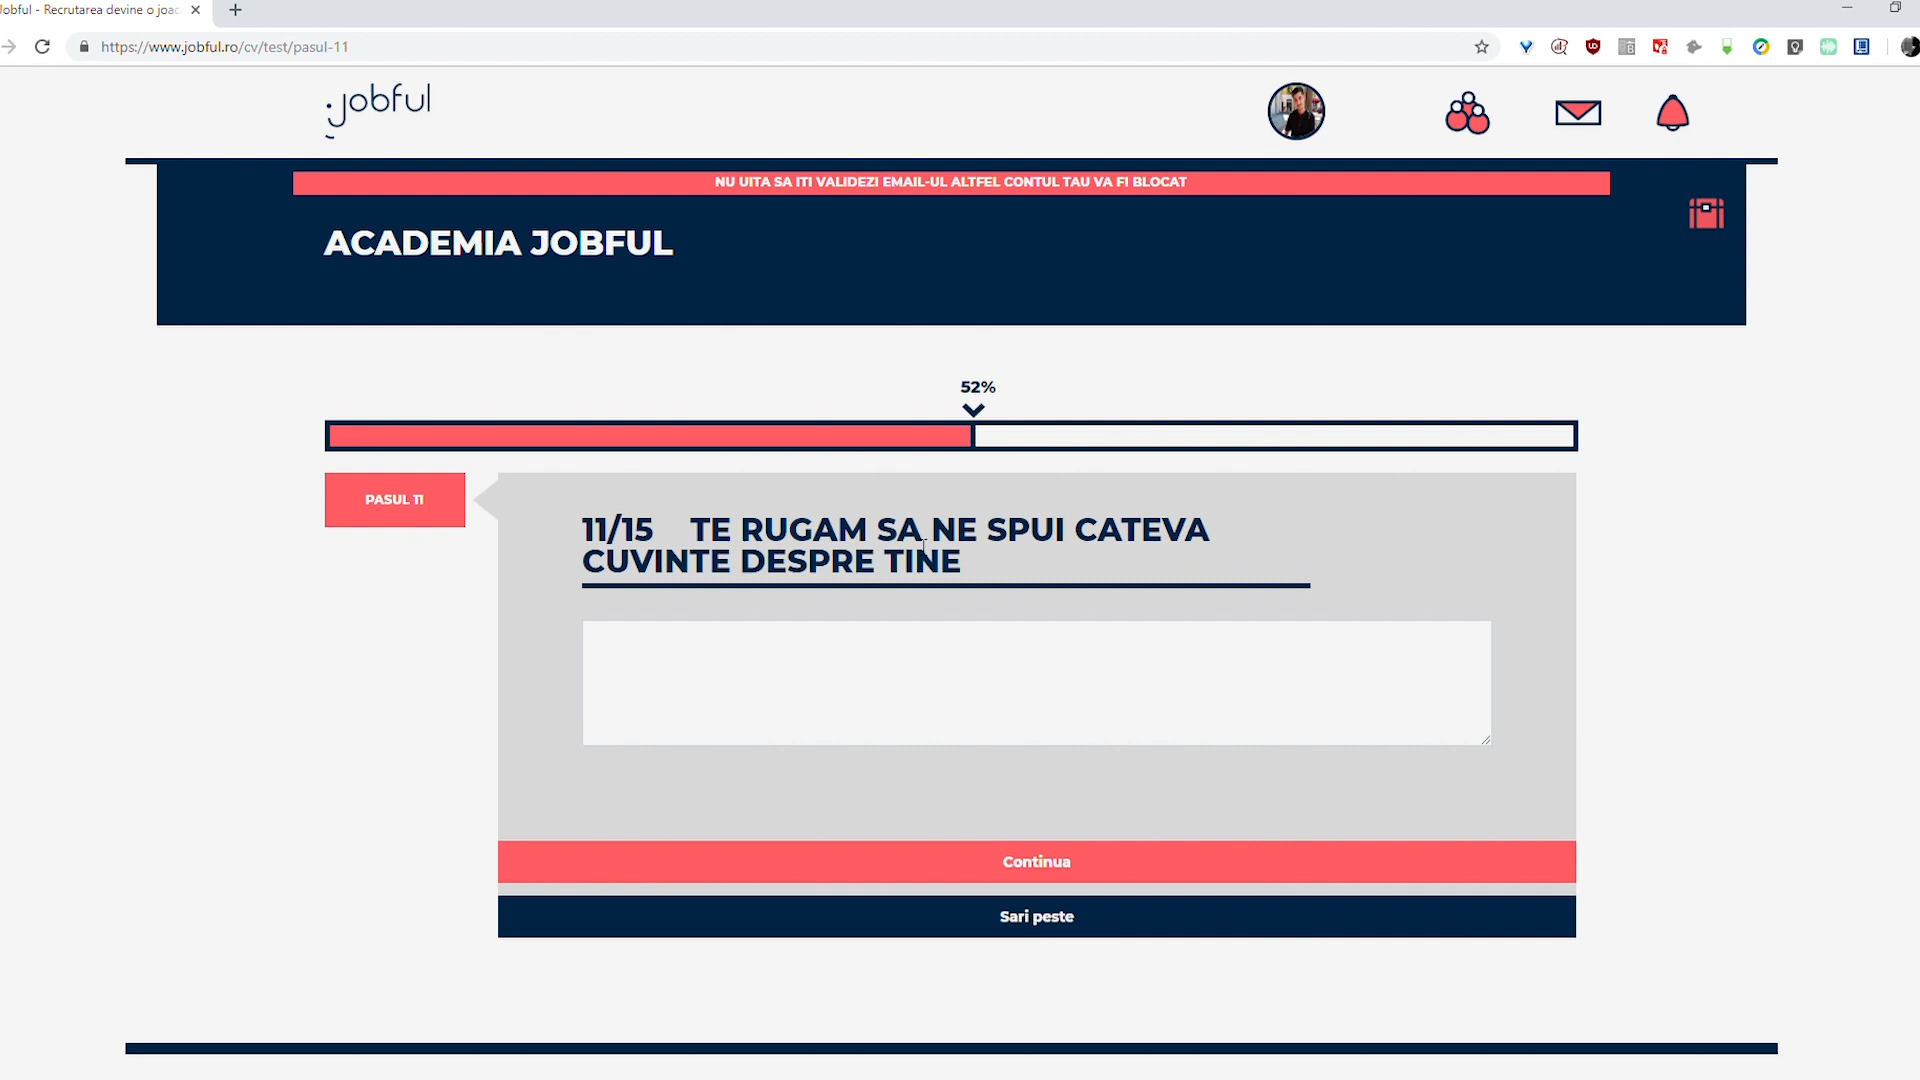 Jobful - Recrutarea devine o joac
https://www.jobful.ro/cv/test/pasul-11
jobful
NU UITA SA ITI VALIDEZI EMAIL-UL ALTFEL CONTUL TAU VA FI BLOCAT
ACADEMIA JOBFUL
52%
PASUL 11
11/15 TE RUGAM SA NE SPUI CATEVA
CUVINTE DESPRE TINE
Continua
Sari peste